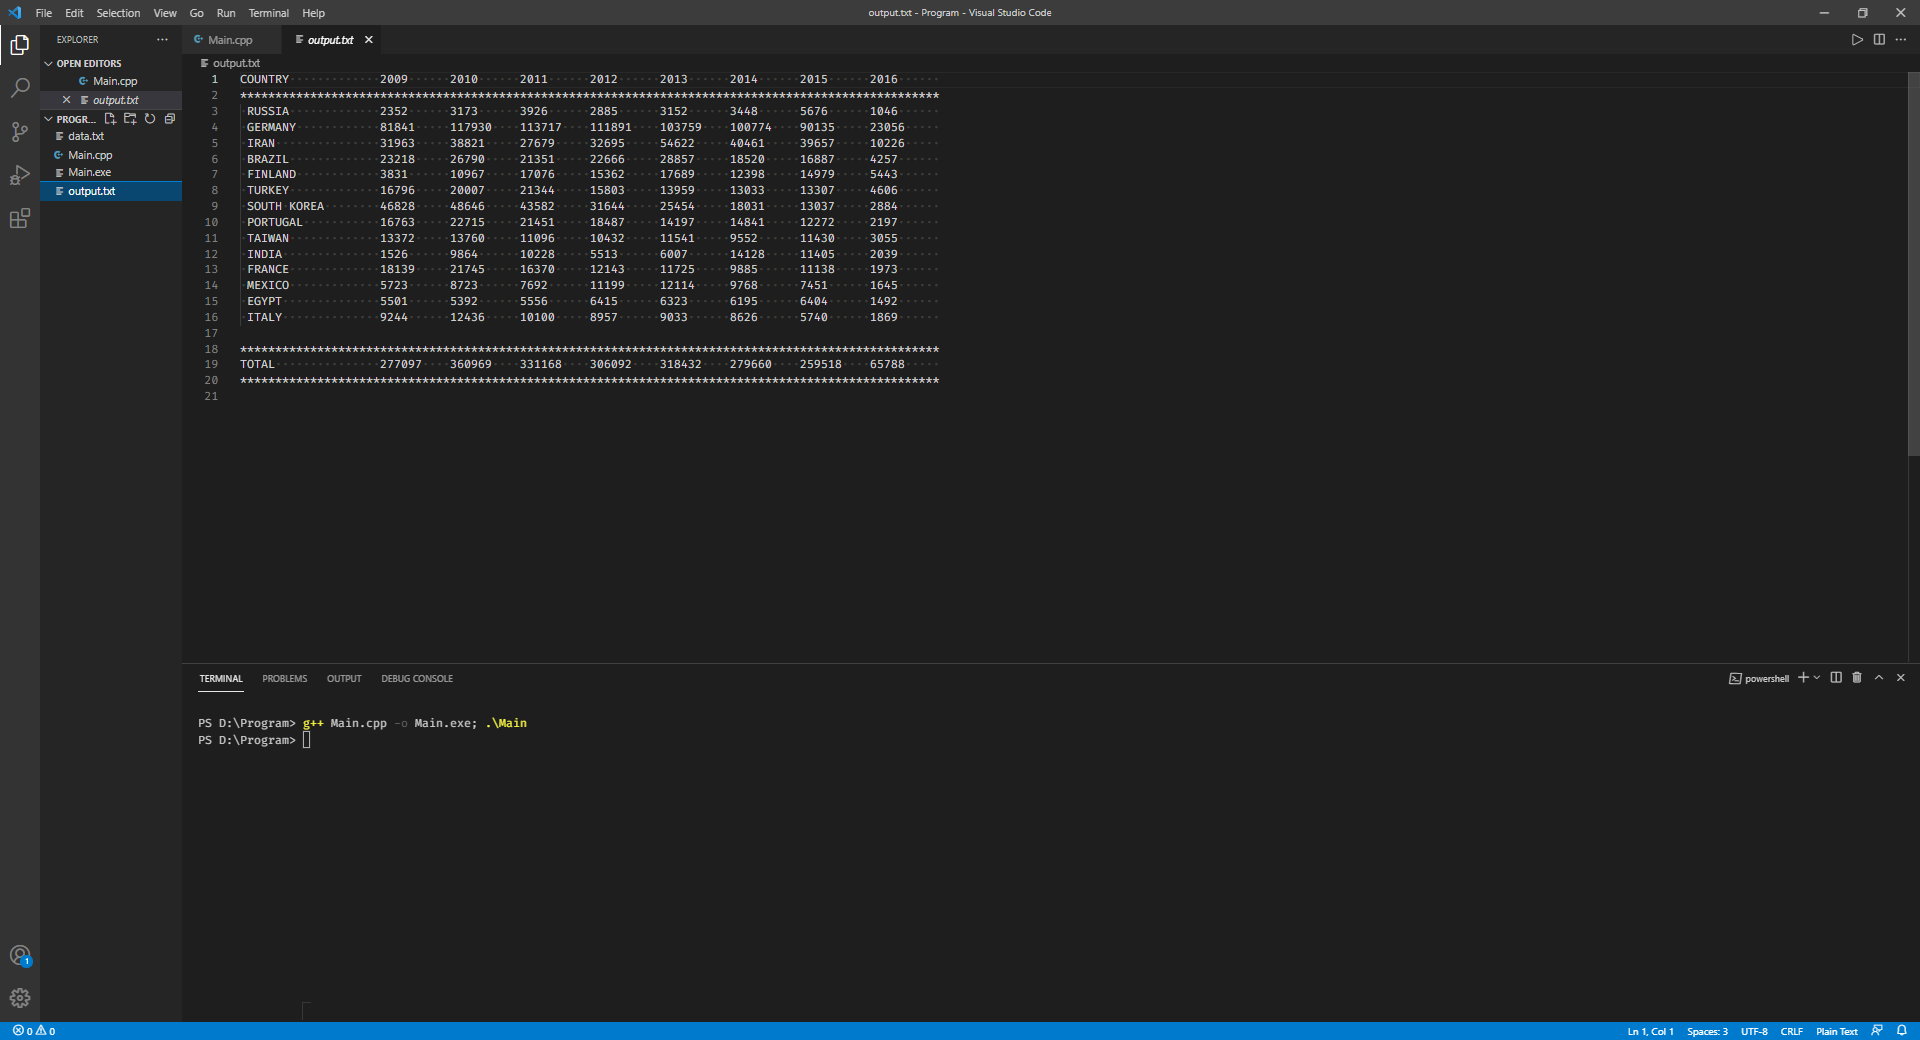 File Edit Selection View Go Run Terminal Help
output.txt - Program - Visual Studio Code
EXPLORER
OPEN EDITORS
Main.cpp
output.txt
PROGR...
data.txt
Main.cpp
Main.exe
output.txt
Main.cpp output.txt
output.txt
1 COUNTRY 2009 2010 2011 2012 2013 2014 2015 2016
2 ****************************************************************************************************
3 RUSSIA 2352 3173 3926 2885 3152 3448 5676 1046
4 GERMANY 81841 117930 113717 111891 103759 100774 90135 23056
5 IRAN 31963 38821 27679 32695 54622 40461 39657 10226
6 BRAZIL 23218 26790 21351 22666 28857 18520 16887 4257
7 FINLAND 3831 10967 17076 15362 17689 12398 14979 5443
8 TURKEY 16796 20007 21344 15803 13959 13033 13307 4606
9 SOUTH KOREA 46828 48646 43582 31644 25454 18031 13037 2884
10 PORTUGAL 16763 22715 21451 18487 14197 14841 12272 2197
11 TAIWAN 13372 13760 11096 10432 11541 9552 11430 3055
12 INDIA 1526 9864 10228 5513 6007 14128 11405 2039
13 FRANCE 18139 21745 16370 12143 11725 9885 11138 1973
14 MEXICO 5723 8723 7692 11199 12114 9768 7451 1645
15 EGYPT 5501 5392 5556 6415 6323 6195 6404 1492
16 ITALY 9244 12436 10100 8957 9033 8626 5740 1869
17
18 ****************************************************************************************************
19 TOTAL 277097 360969 331168 306092 318432 279660 259518 65788
20 ****************************************************************************************************
21
TERMINAL PROBLEMS OUTPUT DEBUG CONSOLE
powershell
PS D:\Program> g++ Main.cpp -o Main.exe; .\Main
PS D:\Program>
1
0 0
Ln 1, Col 1 Spaces: 3 UTF-8 CRLF Plain Text